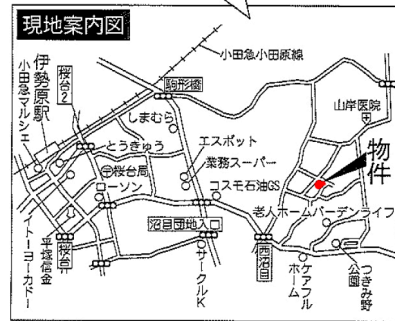 現地案内図
小田急小田原線
伊勢原駅
小田急マルシェ
桜台2
駒形橋
山岸医院
しまむら
とうきゅう
エスポット
業務スーパー
物件
〒桜台局
ローソン
コスモ石油GS
老人ホームバーデンライフ
沼目団地入口
西沼目
イトーヨーカドー
平塚信金
桜台
サークルK
ケアフルホーム
つきみ野公園